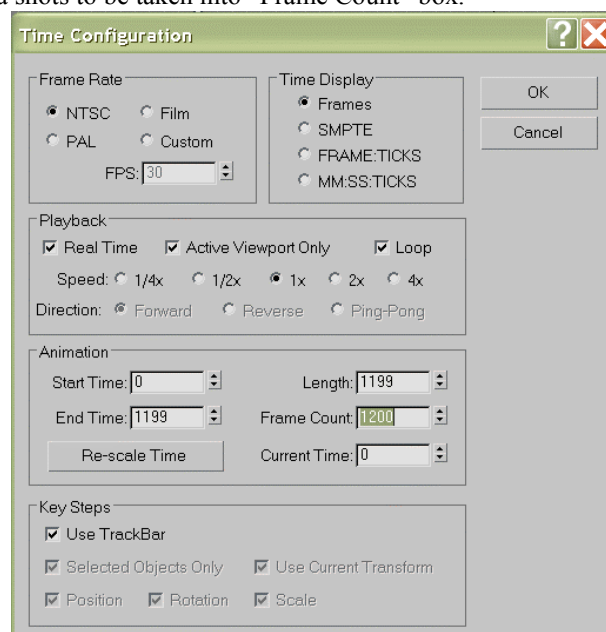 shots to be taken into "Frame Count" box.
Time Configuration
Frame Rate
NTSC Film
PAL Custom
FPS: 30
Time Display
Frames
SMPTE
FRAME:TICKS
MM:SS:TICKS
OK
Cancel
Playback
Real Time Active Viewport Only Loop
Speed: 1/4x 1/2x 1x 2x 4x
Direction: Forward Reverse Ping-Pong
Animation
Start Time: 0 Length: 1199
End Time: 1199 Frame Count: 1200
Re-scale Time Current Time: 0
Key Steps
Use TrackBar
Selected Objects Only Use Current Transform
Position Rotation Scale